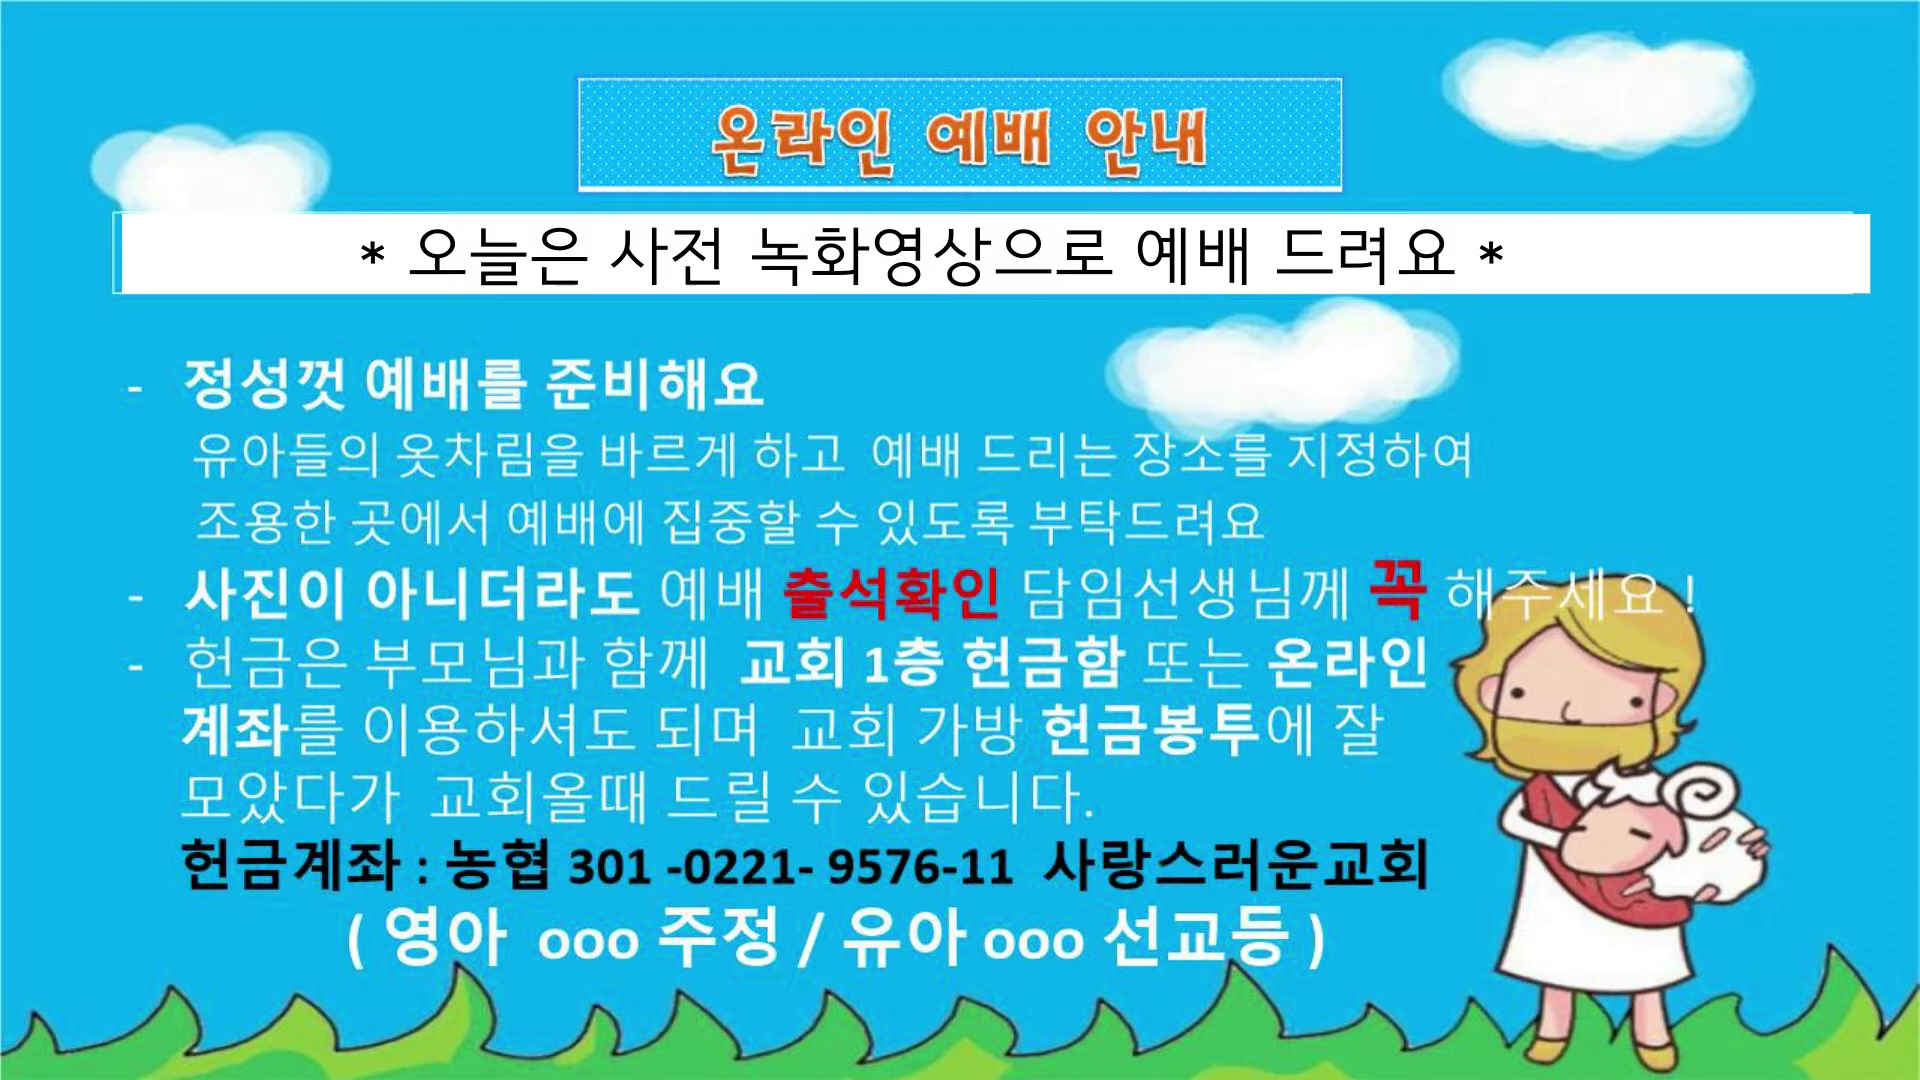 온라인 예배 안내
* 오늘은 사전 녹화영상으로 예배 드려요 *
- 정성껏 예배를 준비해요
유아들의 옷차림을 바르게 하고 예배 드리는 장소를 지정하여
조용한 곳에서 예배에 집중할 수 있도록 부탁드려요
- 사진이 아니더라도 예배 출석확인 담임선생님께 꼭 해주세요 !
- 헌금은 부모님과 함께 교회 1층 헌금함 또는 온라인
계좌를 이용하셔도 되며 교회 가방 헌금봉투에 잘
모았다가 교회올때 드릴 수 있습니다.
헌금계좌 : 농협 301 -0221- 9576-11 사랑스러운교회
( 영아 ooo 주정 / 유아 ooo 선교등 )